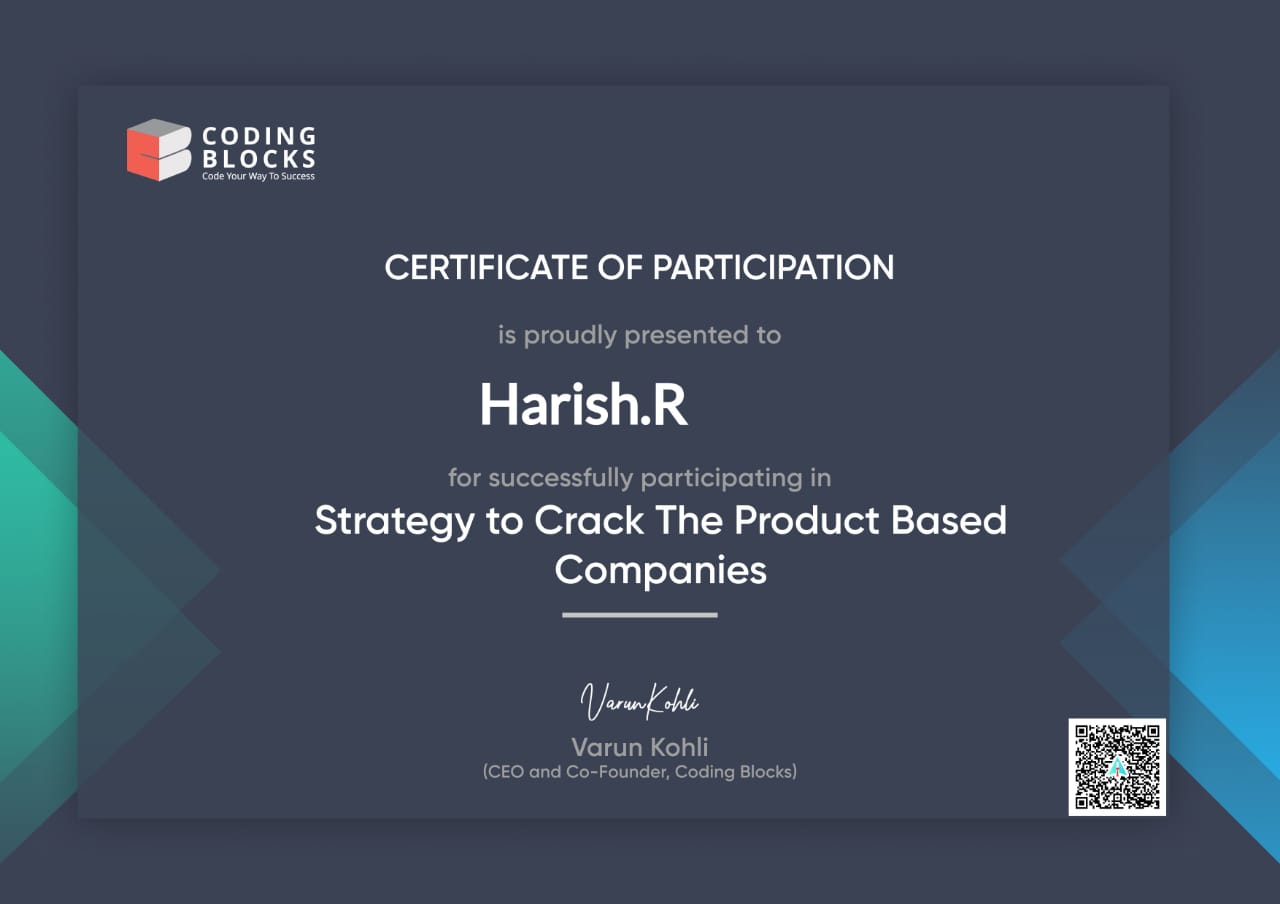 CODING
BLOCKS
Code Your Way To Success
CERTIFICATE OF PARTICIPATION
is proudly presented to
Harish.R
for successfully participating in
Strategy to Crack The Product Based
Companies
VarunKohli
Varun Kohli
(CEO and Co-Founder, Coding Blocks)